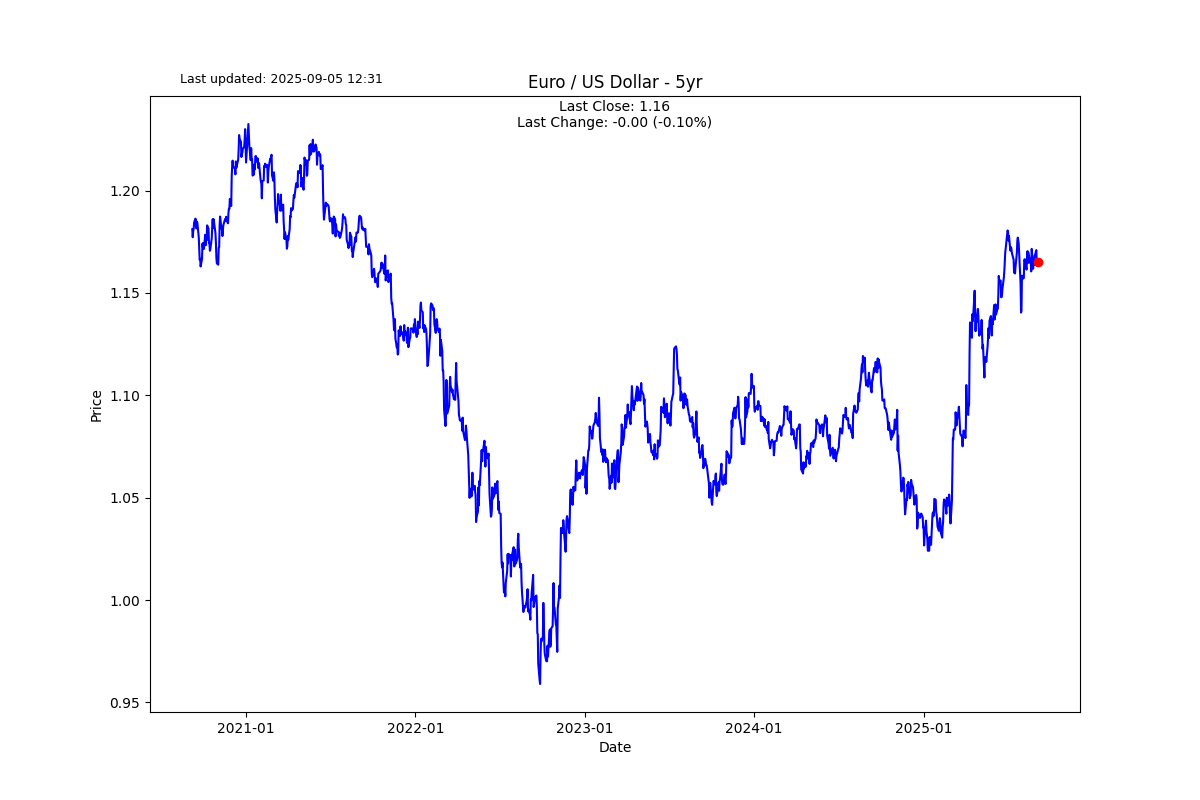 Last updated: 2025-09-05 12:31
Euro / US Dollar - 5yr
Last Close: 1.16
Last Change: -0.00 (-0.10%)
1.20
1.15
1.10
1.05
1.00
0.95
Price
2021-01
2022-01
2023-01
2024-01
2025-01
Date